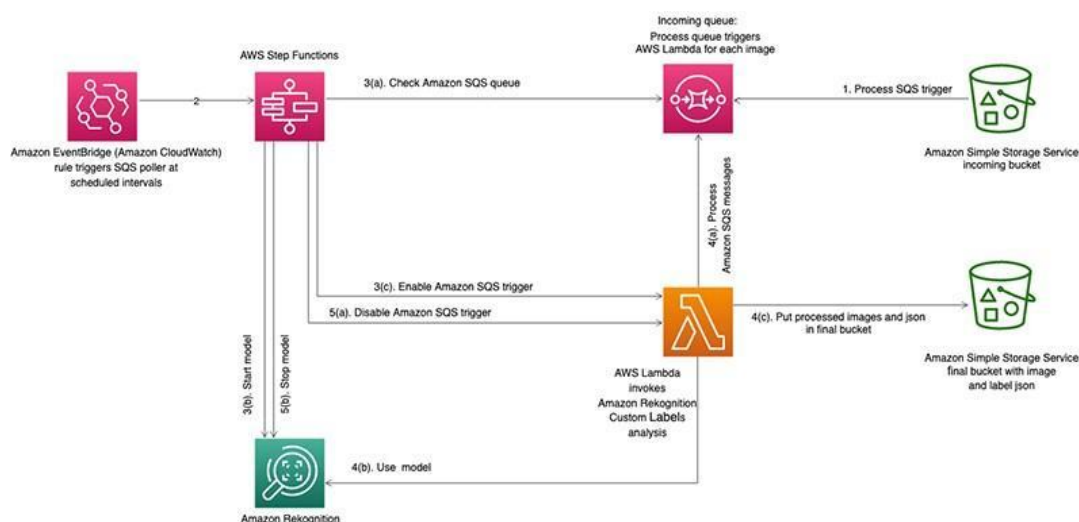 Incoming queue:
Process queue triggers
AWS Lambda for each image
AWS Step Functions
3(a). Check Amazon SQS queue
1. Process SQS trigger
2
Amazon EventBridge (Amazon CloudWatch)
rule triggers SQS poller at
scheduled intervals
Amazon Simple Storage Service
incoming bucket
4(a). Process
Amazon SQS messages
3(c). Enable Amazon SQS trigger
5(a). Disable Amazon SQS trigger
4(c). Put processed images and json
in final bucket
Amazon Simple Storage Service
final bucket with image
and label json
3(b). Start model
5(b). Stop model
AWS Lambda
invokes
Amazon Rekognition
Custom Labels
analysis
4(b). Use model
Amazon Rekognition